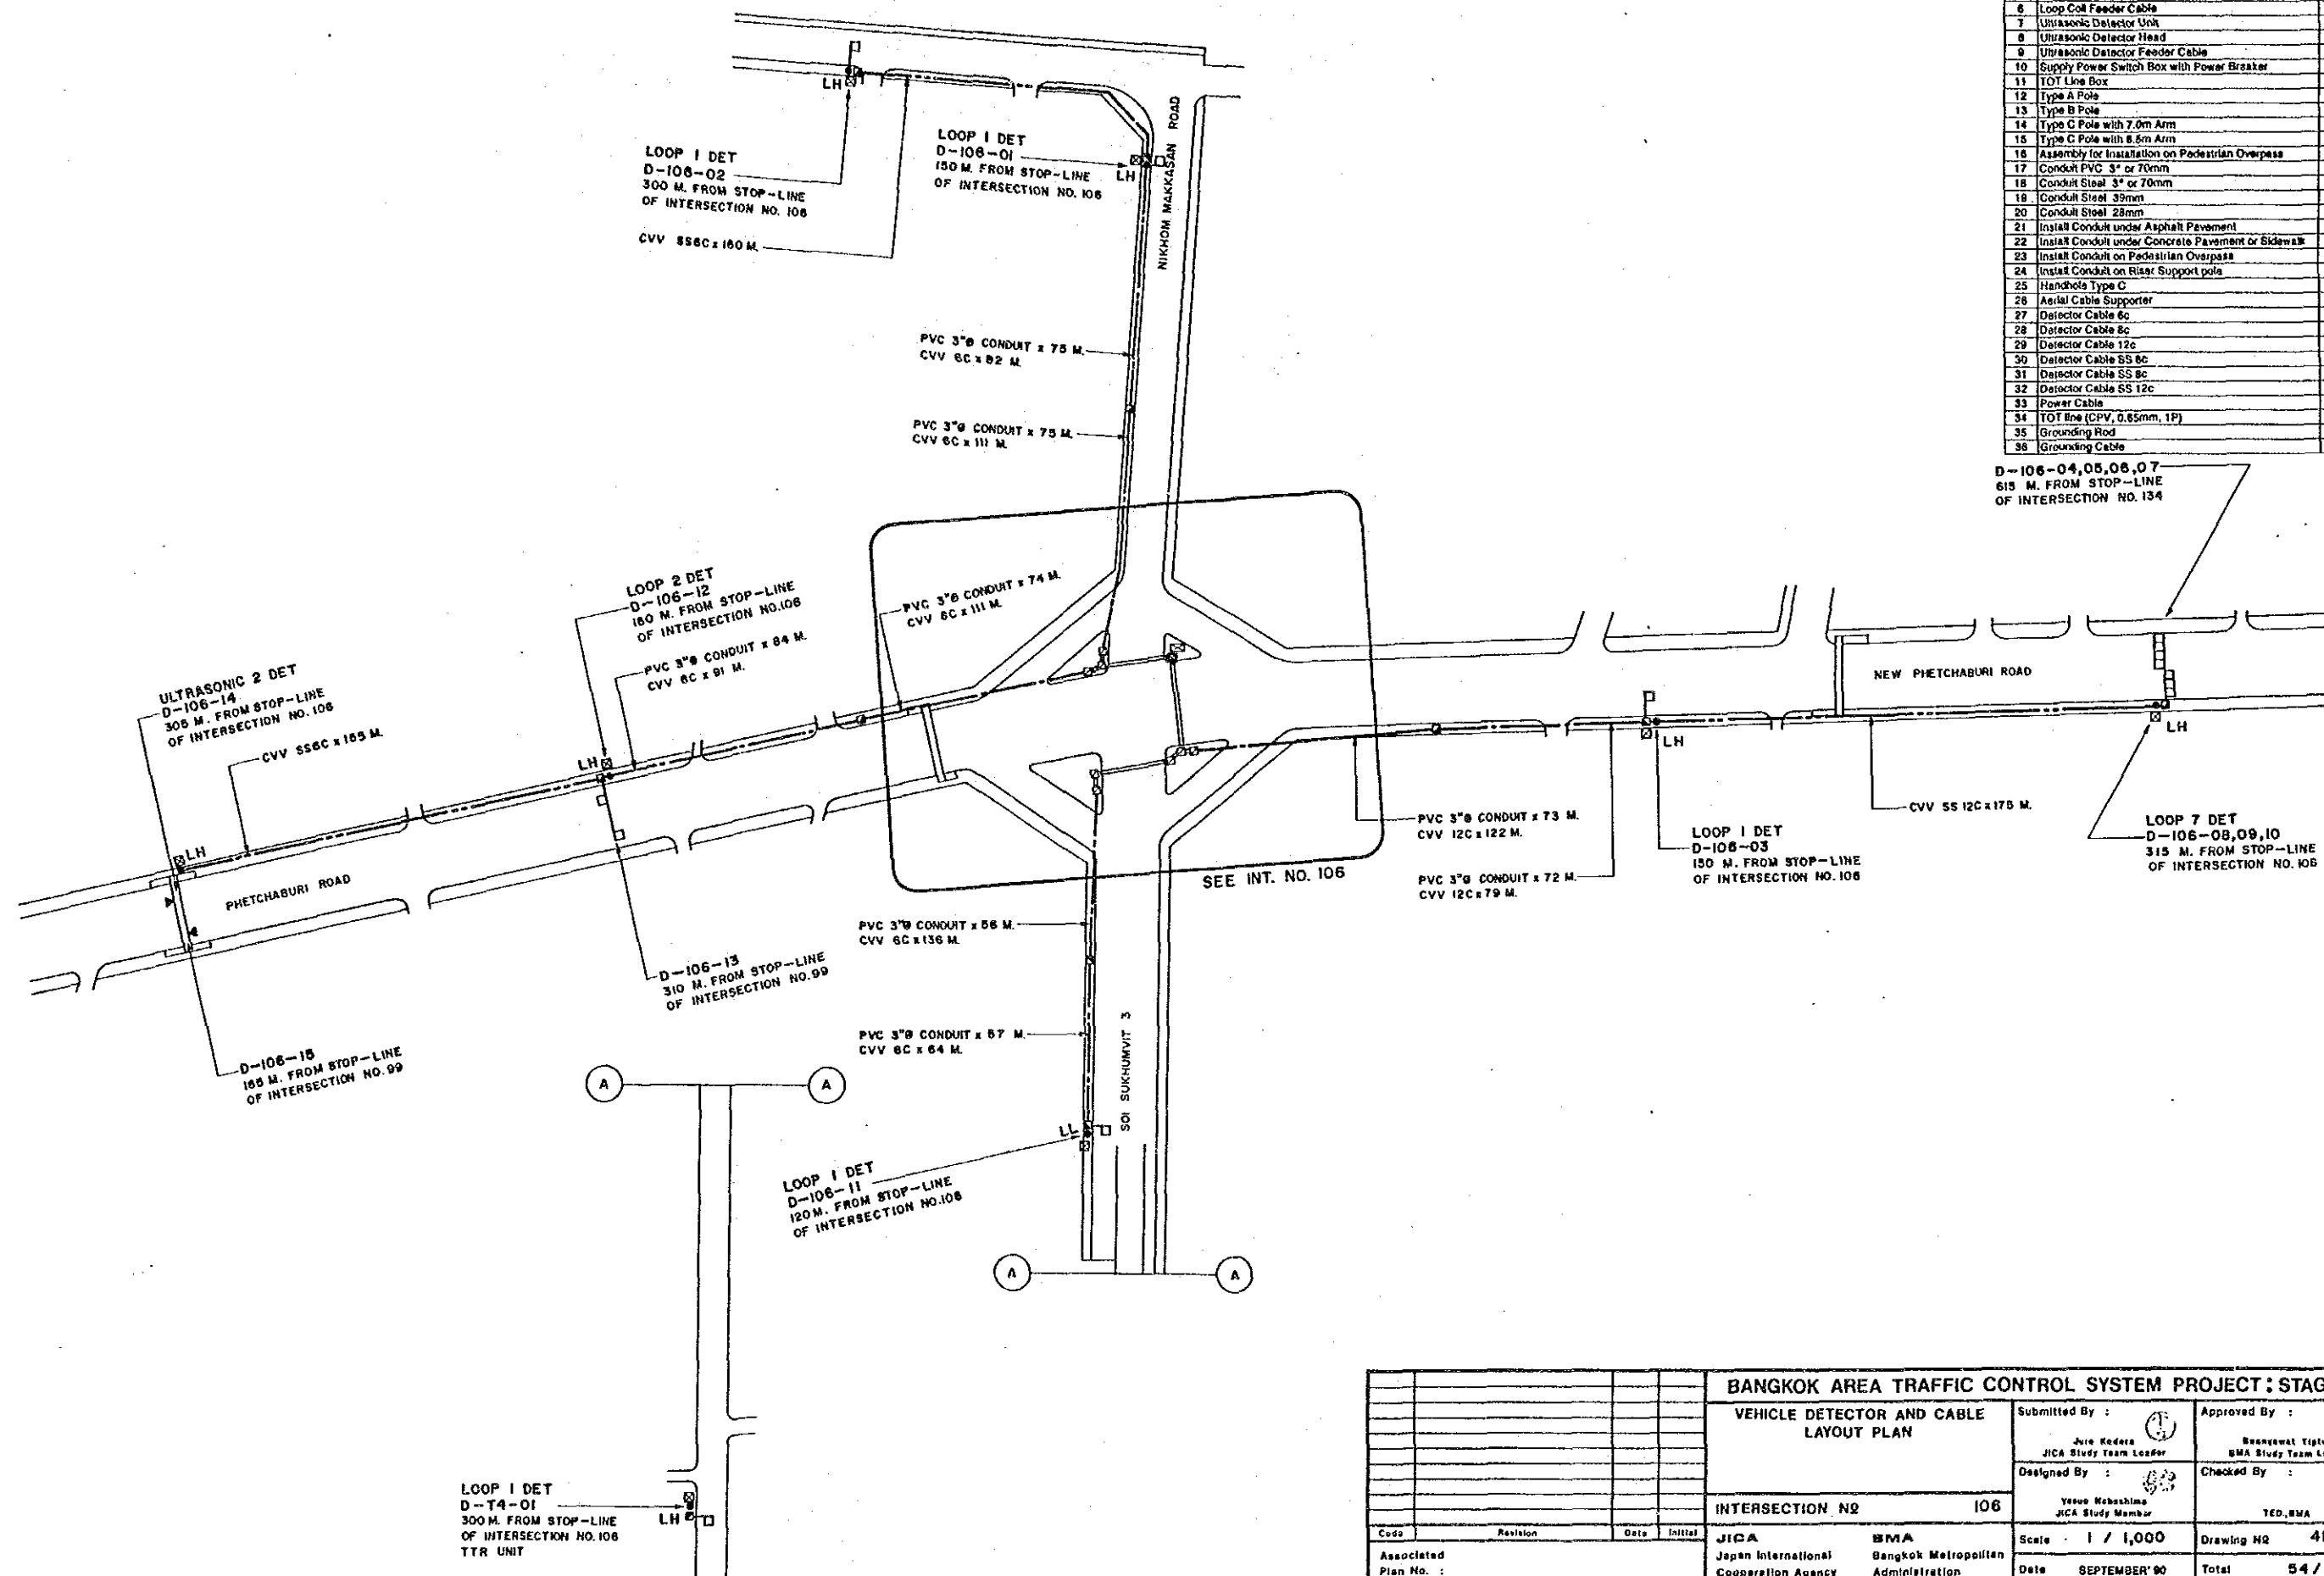 6 Loop Coil Feeder Cable
7 Ultrasonic Detector Unit
8 Ultrasonic Detector Head
9 Ultrasonic Detector Feeder Cable
10 Supply Power Switch Box with Power Breaker
11 TOT Line Box
12 Type A Pole
13 Type B Pole
14 Type C Pole with 7.0m Arm
15 Type C Pole with 8.5m Arm
16 Assembly for Installation on Pedestrian Overpass
17 Conduit PVC 3" or 70mm
18 Conduit Steel 3" or 70mm
19 Conduit Steel 39mm
20 Conduit Steel 28mm
21 Install Conduit under Asphalt Pavement
22 Install Conduit under Concrete Pavement or Sidewalk
23 Install Conduit on Pedestrian Overpass
24 Install Conduit on Riser Support pole
25 Handhole Type C
26 Aerial Cable Supporter
27 Detector Cable 6c
28 Detector Cable 8c
29 Detector Cable 12c
30 Detector Cable SS 6c
31 Detector Cable SS 8c
32 Detector Cable SS 12c
33 Power Cable
34 TOT line (CPV, 0.65mm, 1P)
35 Grounding Rod
36 Grounding Cable
D-106-04,05,06,07
615 M. FROM STOP-LINE
OF INTERSECTION NO. 134
LH
LOOP 1 DET
D-106-02
300 M. FROM STOP-LINE
OF INTERSECTION NO. 106
CVV SS6C x 160 M.
LOOP 1 DET
D-106-01
150 M. FROM STOP-LINE
OF INTERSECTION NO. 106
LH
NIKHOM MAKKASAN ROAD
PVC 3"Ø CONDUIT x 75 M.
CVV 6C x 82 M.
PVC 3"Ø CONDUIT x 75 M.
CVV 6C x 111 M.
LOOP 2 DET
D-106-12
160 M. FROM STOP-LINE
OF INTERSECTION NO.106
PVC 3"Ø CONDUIT x 84 M.
CVV 6C x 91 M.
PVC 3"Ø CONDUIT x 74 M.
CVV 6C x 111 M.
ULTRASONIC 2 DET
D-106-14
305 M. FROM STOP-LINE
OF INTERSECTION NO. 106
CVV SS6C x 165 M.
LH
LH
PHETCHABURI ROAD
NEW PHETCHABURI ROAD
LH
LH
CVV SS 12C x 175 M.
PVC 3"Ø CONDUIT x 73 M.
CVV 12C x 122 M.
LOOP 1 DET
D-106-03
150 M. FROM STOP-LINE
OF INTERSECTION NO. 106
LOOP 7 DET
D-106-08,09,10
315 M. FROM STOP-LINE
OF INTERSECTION NO. 106
SEE INT. NO. 106
PVC 3"Ø CONDUIT x 72 M.
CVV 12C x 79 M.
PVC 3"Ø CONDUIT x 56 M.
CVV 6C x 136 M.
D-106-13
310 M. FROM STOP-LINE
OF INTERSECTION NO.99
PVC 3"Ø CONDUIT x 57 M.
CVV 6C x 64 M.
SOI SUKHUMVIT 3
D-106-15
165 M. FROM STOP-LINE
OF INTERSECTION NO. 99
A A
LL
LOOP 1 DET
D-106-11
120 M. FROM STOP-LINE
OF INTERSECTION NO.106
A A
LOOP 1 DET
D-T4-01
300 M. FROM STOP-LINE
OF INTERSECTION NO. 106
TTR UNIT
LH
BANGKOK AREA TRAFFIC CONTROL SYSTEM PROJECT : STAG
VEHICLE DETECTOR AND CABLE
LAYOUT PLAN
Submitted By :
JICA Study Team Leader
Approved By :
BMA Study Team L
Designed By :
JICA Study Member
Checked By :
TED, BMA
INTERSECTION Nº 106
Code Revision Date Initial
JICA
Japan International
Cooperation Agency
BMA
Bangkok Metropolitan
Administration
Scale 1 / 1,000
Drawing Nº
Associated
Plan No. :
Date SEPTEMBER'90
Total 54 /